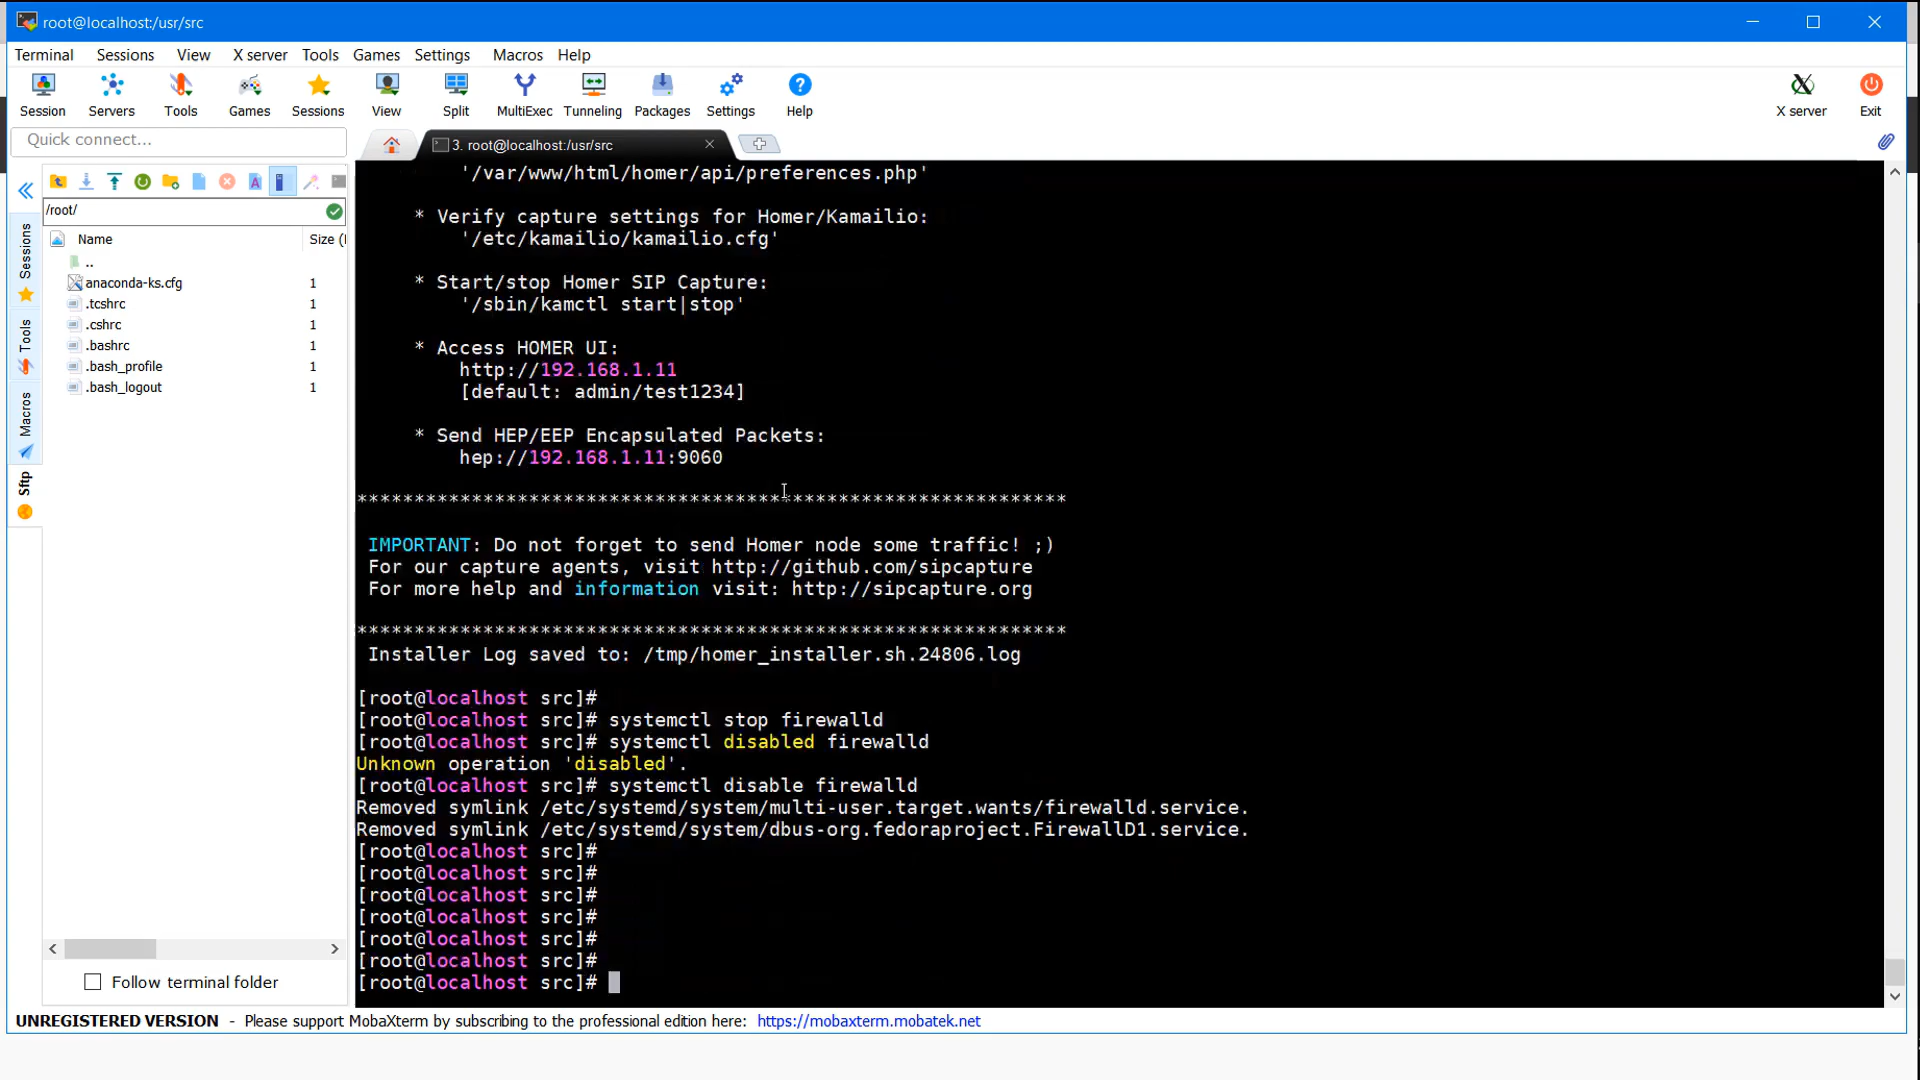 root@localhost:/usr/src
Terminal Sessions View X server Tools Games Settings Macros Help
Session Servers Tools Games Sessions View Split MultiExec Tunneling Packages Settings Help X server Exit
Quick connect...
3. root@localhost:/usr/src
/root/
Name Size (
..
anaconda-ks.cfg 1
.tcshrc 1
.cshrc 1
.bashrc 1
.bash_profile 1
.bash_logout 1
Sessions
Tools
Macros
Sftp
Follow terminal folder
'/var/www/html/homer/api/preferences.php'
* Verify capture settings for Homer/Kamailio:
'/etc/kamailio/kamailio.cfg'
* Start/stop Homer SIP Capture:
'/sbin/kamctl start|stop'
* Access HOMER UI:
http://192.168.1.11
[default: admin/test1234]
* Send HEP/EEP Encapsulated Packets:
hep://192.168.1.11:9060
**************************************************************
IMPORTANT: Do not forget to send Homer node some traffic! ;)
For our capture agents, visit http://github.com/sipcapture
For more help and information visit: http://sipcapture.org
**************************************************************
Installer Log saved to: /tmp/homer_installer.sh.24806.log
[root@localhost src]#
[root@localhost src]# systemctl stop firewalld
[root@localhost src]# systemctl disabled firewalld
Unknown operation 'disabled'.
[root@localhost src]# systemctl disable firewalld
Removed symlink /etc/systemd/system/multi-user.target.wants/firewalld.service.
Removed symlink /etc/systemd/system/dbus-org.fedoraproject.FirewallD1.service.
[root@localhost src]#
[root@localhost src]#
[root@localhost src]#
[root@localhost src]#
[root@localhost src]#
[root@localhost src]#
[root@localhost src]#
UNREGISTERED VERSION - Please support MobaXterm by subscribing to the professional edition here: https://mobaxterm.mobatek.net